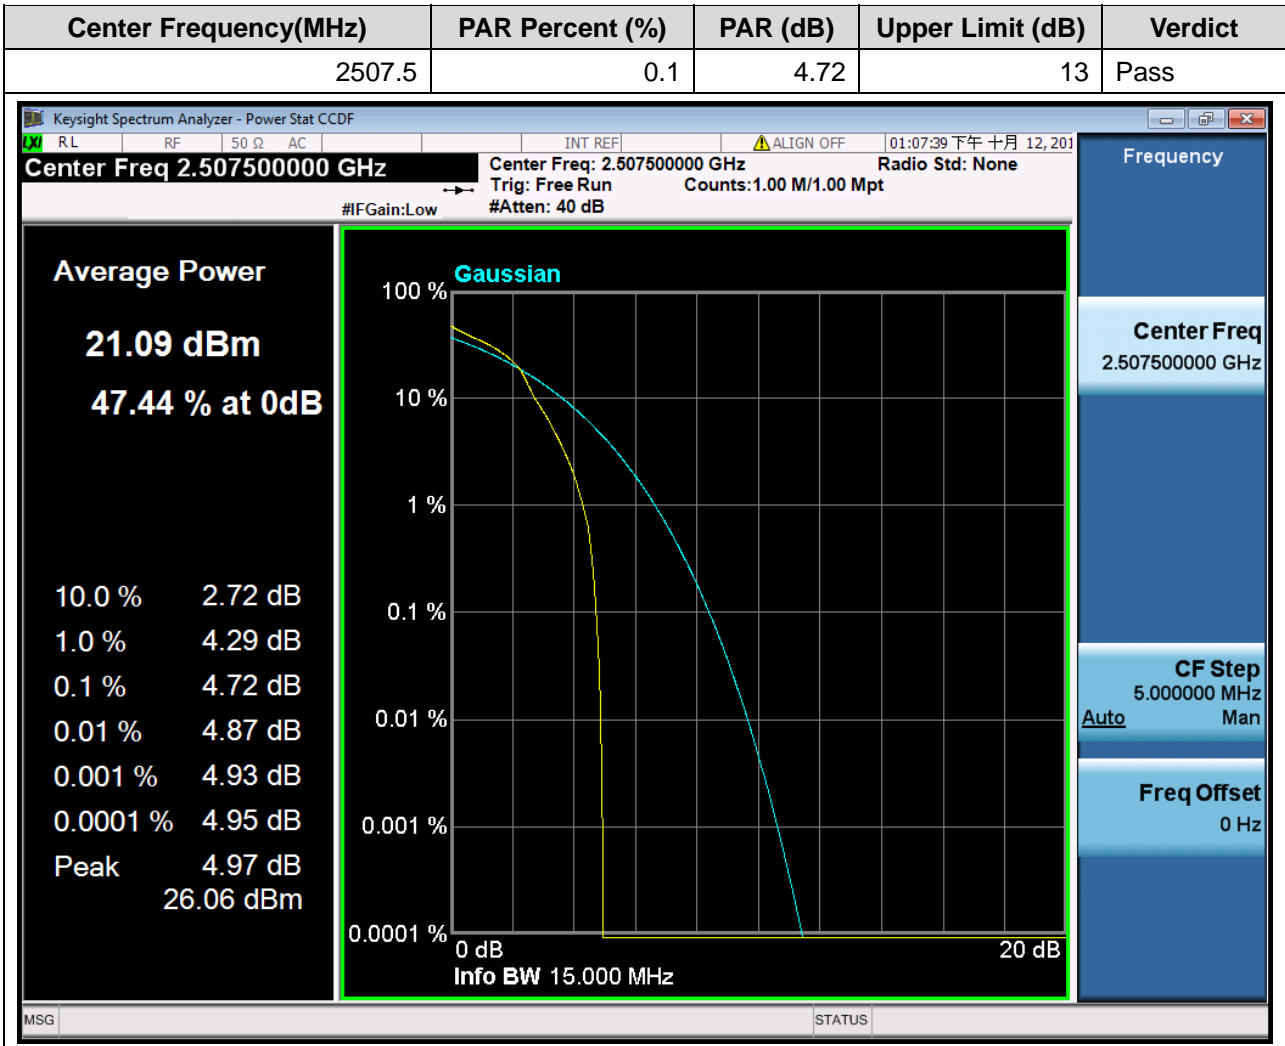 Center Frequency(MHz) PAR Percent (%) PAR (dB) Upper Limit (dB) Verdict
2507.5 0.1 4.72 13 Pass
Keysight Spectrum Analyzer - Power Stat CCDF
LXI RL RF 50 Ω AC INT REF ALIGN OFF 01:07:39 下午 十月 12, 201
Center Freq 2.507500000 GHz
Center Freq: 2.507500000 GHz Radio Std: None
Trig: Free Run Counts:1.00 M/1.00 Mpt
#IFGain:Low #Atten: 40 dB
Average Power
21.09 dBm
47.44 % at 0dB
10.0 % 2.72 dB
1.0 % 4.29 dB
0.1 % 4.72 dB
0.01 % 4.87 dB
0.001 % 4.93 dB
0.0001 % 4.95 dB
Peak 4.97 dB
26.06 dBm
Gaussian
100 %
10 %
1 %
0.1 %
0.01 %
0.001 %
0.0001 %
0 dB 20 dB
Info BW 15.000 MHz
Frequency
Center Freq
2.507500000 GHz
CF Step
5.000000 MHz
Auto Man
Freq Offset
0 Hz
MSG STATUS